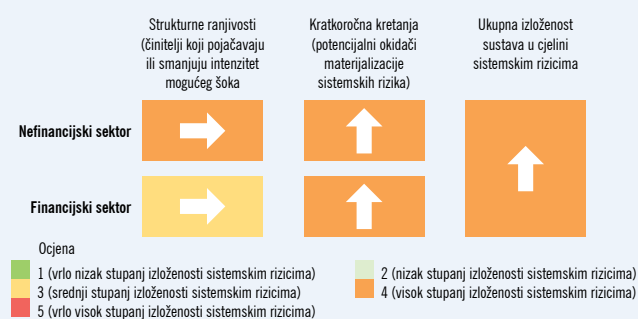 Strukturne ranjivosti
(činitelji koji pojačavaju
ili smanjuju intenzitet
mogućeg šoka
Kratkoročna kretanja
(potencijalni okidači
materijalizacije
sistemskih rizika)
Ukupna izloženost
sustava u cjelini
sistemskim rizicima
Nefinancijski sektor
Financijski sektor
Ocjena
1 (vrlo nizak stupanj izloženosti sistemskim rizicima)
2 (nizak stupanj izloženosti sistemskim rizicima)
3 (srednji stupanj izloženosti sistemskim rizicima)
4 (visok stupanj izloženosti sistemskim rizicima)
5 (vrlo visok stupanj izloženosti sistemskim rizicima)